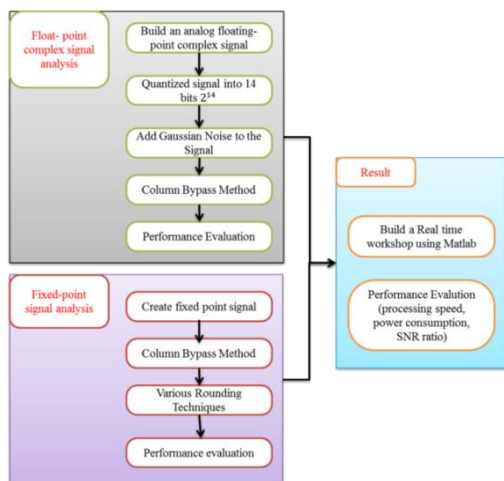 Float- point
complex signal
analysis
Build an analog floating-
point complex signal
Quantized signal into 14
bits 2¹⁴
Add Gaussian Noise to the
Signal
Column Bypass Method
Performance Evaluation
Fixed-point
signal analysis
Create fixed point signal
Column Bypass Method
Various Rounding
Techniques
Performance evaluation
Result
Build a Real time
workshop using Matlab
Performance Evalution
(processing speed,
power consumption,
SNR ratio)